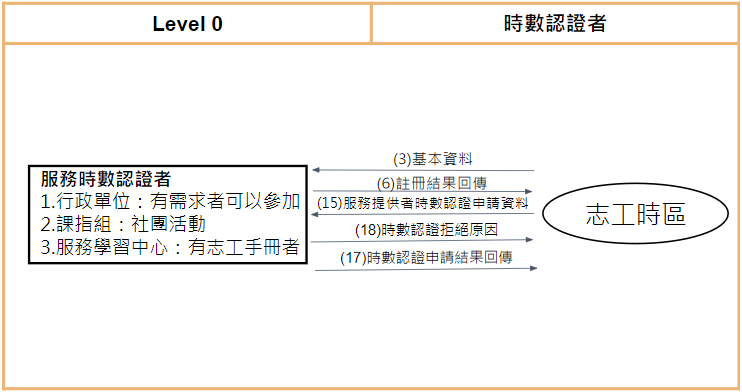 Level 0
時數認證者
(3)基本資料
服務時數認證者
1.行政單位：有需求者可以參加
2.課指組：社團活動
3.服務學習中心：有志工手冊者
(6)註冊結果回傳
(15)服務提供者時數認證申請資料
(18)時數認證拒絕原因
(17)時數認證申請結果回傳
志工時區